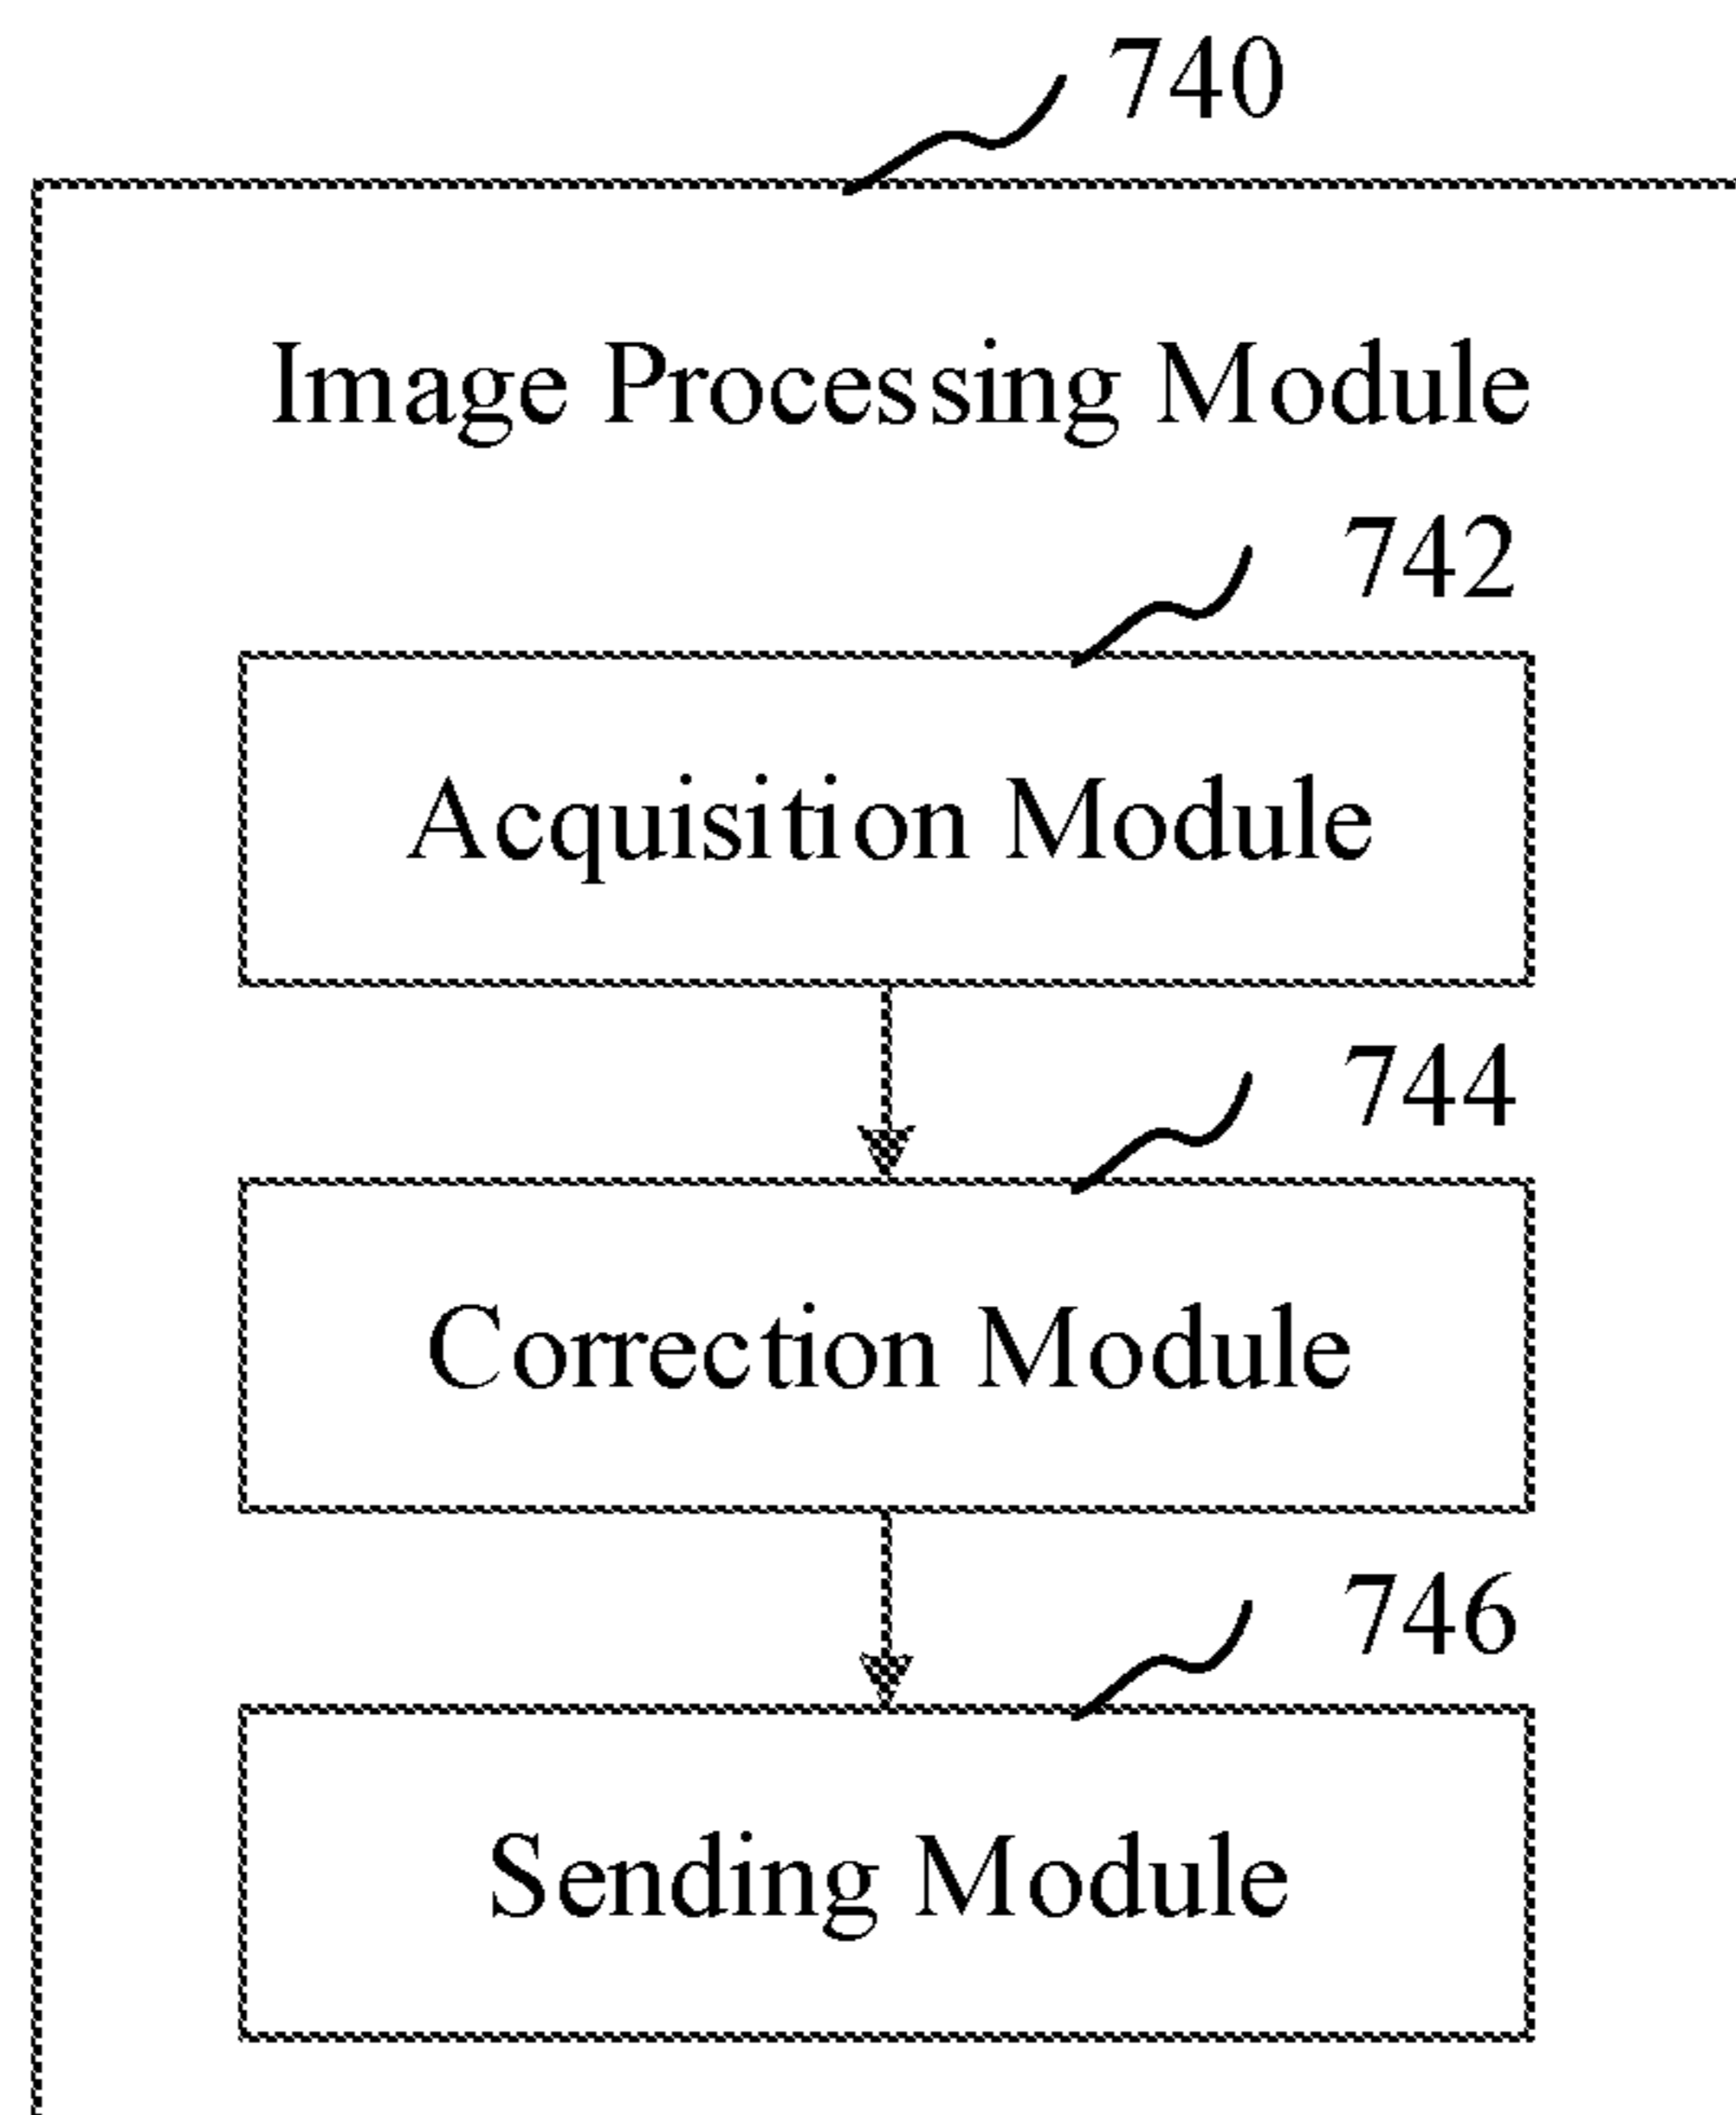 740
Image Processing Module
742
Acquisition Module
744
Correction Module
746
Sending Module